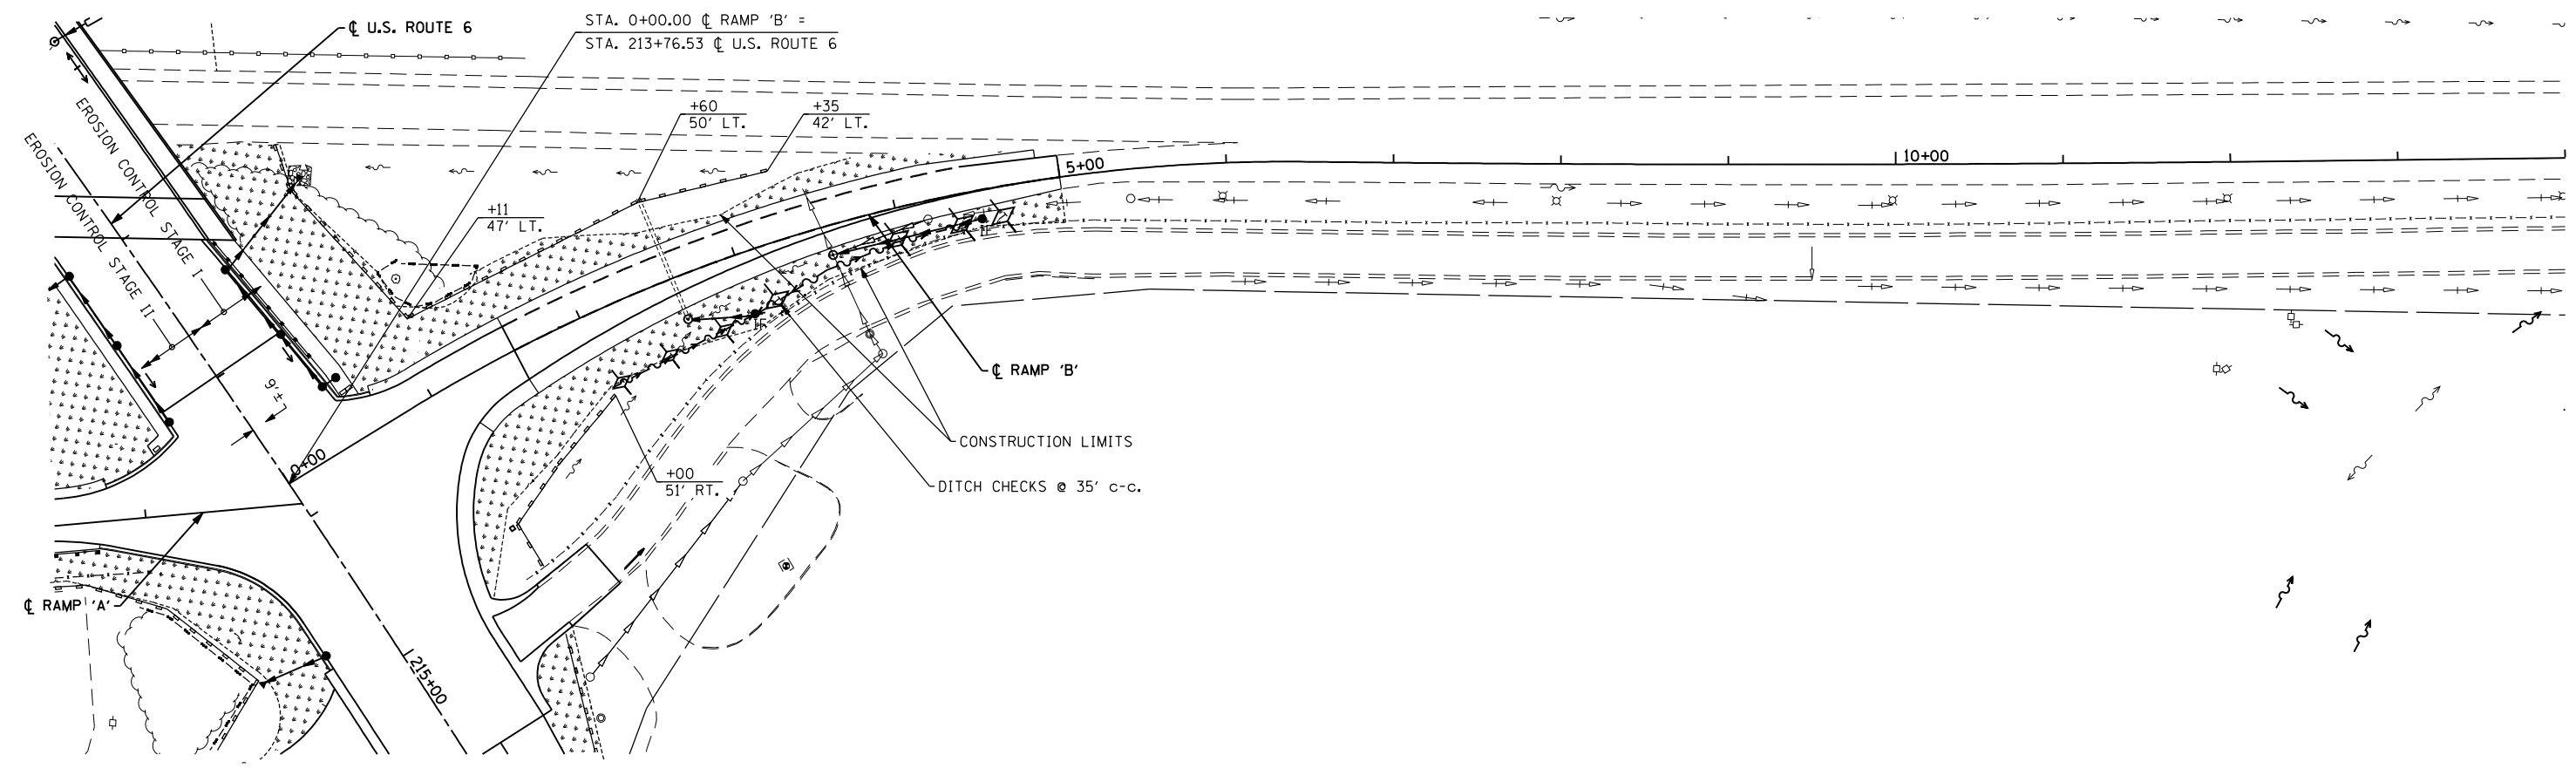 ℄ U.S. ROUTE 6
STA. 0+00.00 ℄ RAMP 'B' =
STA. 213+76.53 ℄ U.S. ROUTE 6
+60
50' LT.
+35
42' LT.
+11
47' LT.
EROSION CONTROL STAGE I
EROSION CONTROL STAGE II
5+00
10+00
9'±
0+00
℄ RAMP 'B'
CONSTRUCTION LIMITS
DITCH CHECKS @ 35' c-c.
+00
51' RT.
℄ RAMP 'A'
215+00